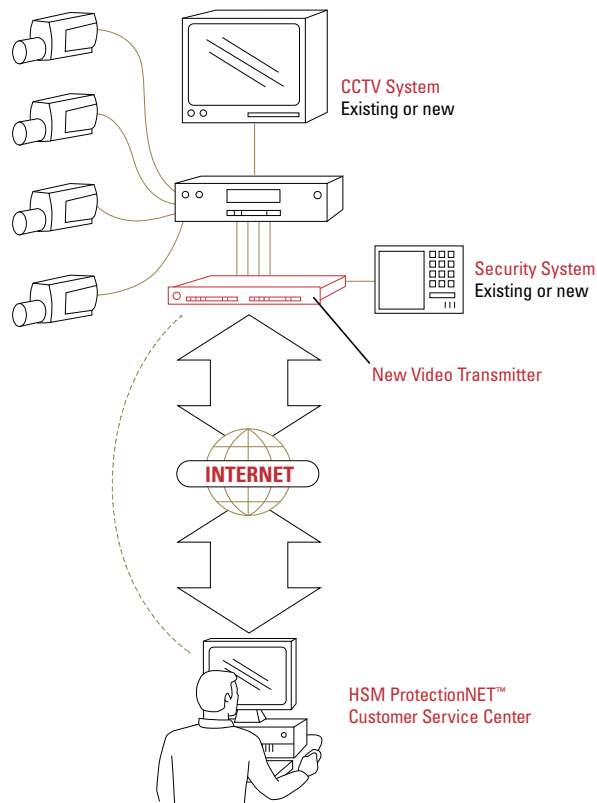 CCTV System
Existing or new
Security System
Existing or new
New Video Transmitter
INTERNET
HSM ProtectionNET™
Customer Service Center